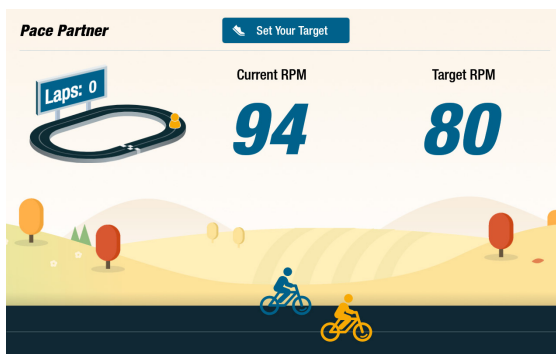 Pace Partner
Set Your Target
Laps: 0
Current RPM
Target RPM
94
80